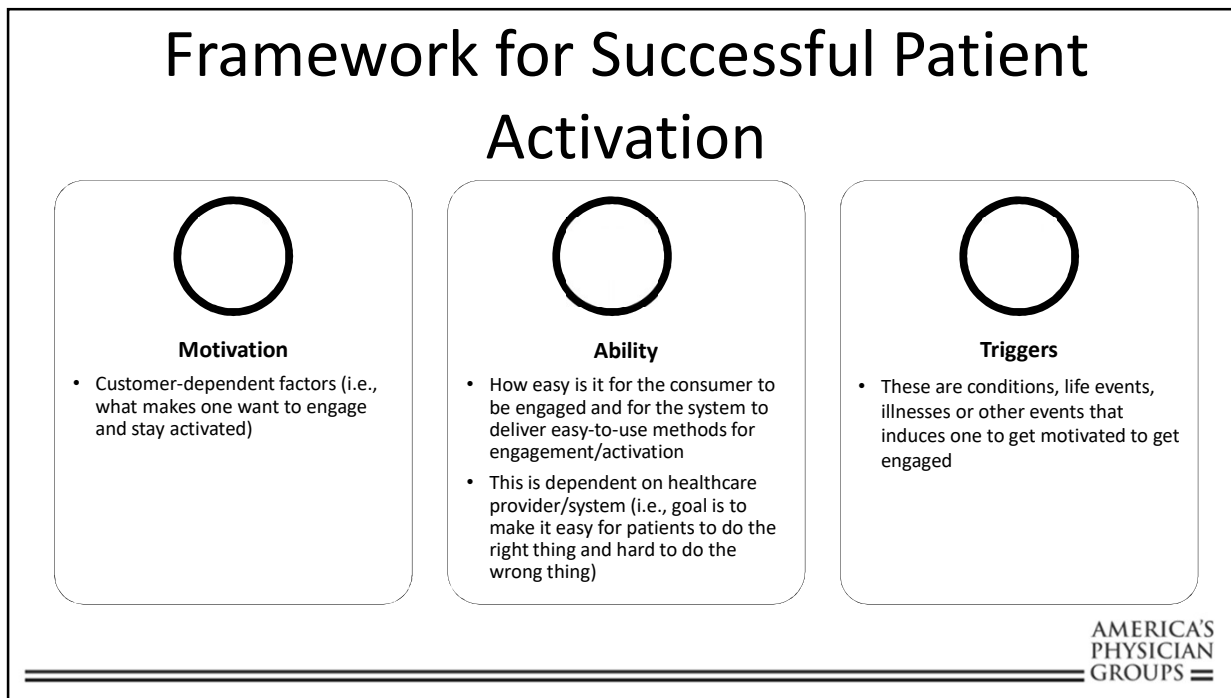 Framework for Successful Patient
Activation
Motivation
• Customer-dependent factors (i.e.,
what makes one want to engage
and stay activated)
Ability
• How easy is it for the consumer to
be engaged and for the system to
deliver easy-to-use methods for
engagement/activation
• This is dependent on healthcare
provider/system (i.e., goal is to
make it easy for patients to do the
right thing and hard to do the
wrong thing)
Triggers
• These are conditions, life events,
illnesses or other events that
induces one to get motivated to get
engaged
AMERICA'S
PHYSICIAN
GROUPS